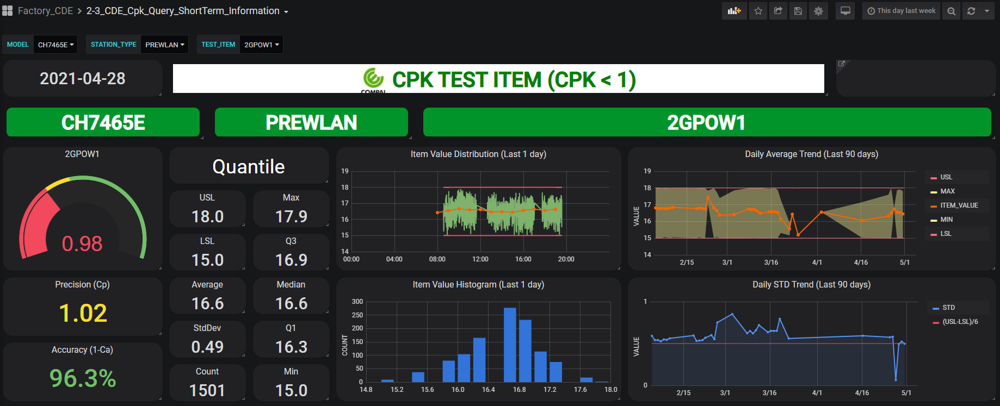 Factory_CDE > 2-3_CDE_Cpk_Query_ShortTerm_Information
This day last week
MODEL CH7465E STATION_TYPE PREWLAN TEST_ITEM 2GPOW1
2021-04-28
COMPAL
CPK TEST ITEM (CPK < 1)
CH7465E
PREWLAN
2GPOW1
2GPOW1
0.98
Precision (Cp)
1.02
Accuracy (1-Ca)
96.3%
Quantile
USL
18.0
Max
17.9
LSL
15.0
Q3
16.9
Average
16.6
Median
16.6
StdDev
0.49
Q1
16.3
Count
1501
Min
15.0
Item Value Distribution (Last 1 day)
19
18
17
16
15
14
00:00 04:00 08:00 12:00 16:00 20:00
Item Value Histogram (Last 1 day)
COUNT
300
250
200
150
100
50
0
14.8 15.2 15.6 16.0 16.4 16.8 17.2 17.6 18.0
Daily Average Trend (Last 90 days)
VALUE
19
18
17
16
15
14
2/15 3/1 3/16 4/1 4/16 5/1
USL
MAX
ITEM_VALUE
MIN
LSL
Daily STD Trend (Last 90 days)
VALUE
1
0
2/15 3/1 3/16 4/1 4/16 5/1
STD
(USL-LSL)/6